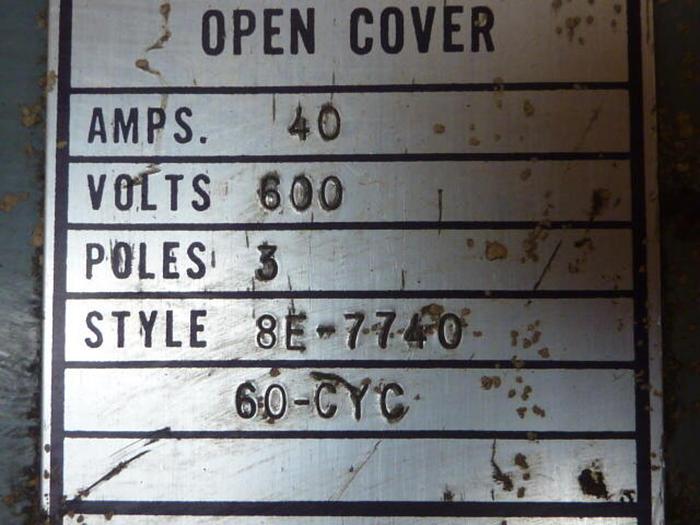 OPEN COVER
AMPS. 40
VOLTS 600
POLES 3
STYLE 8E-7740
60-CYC